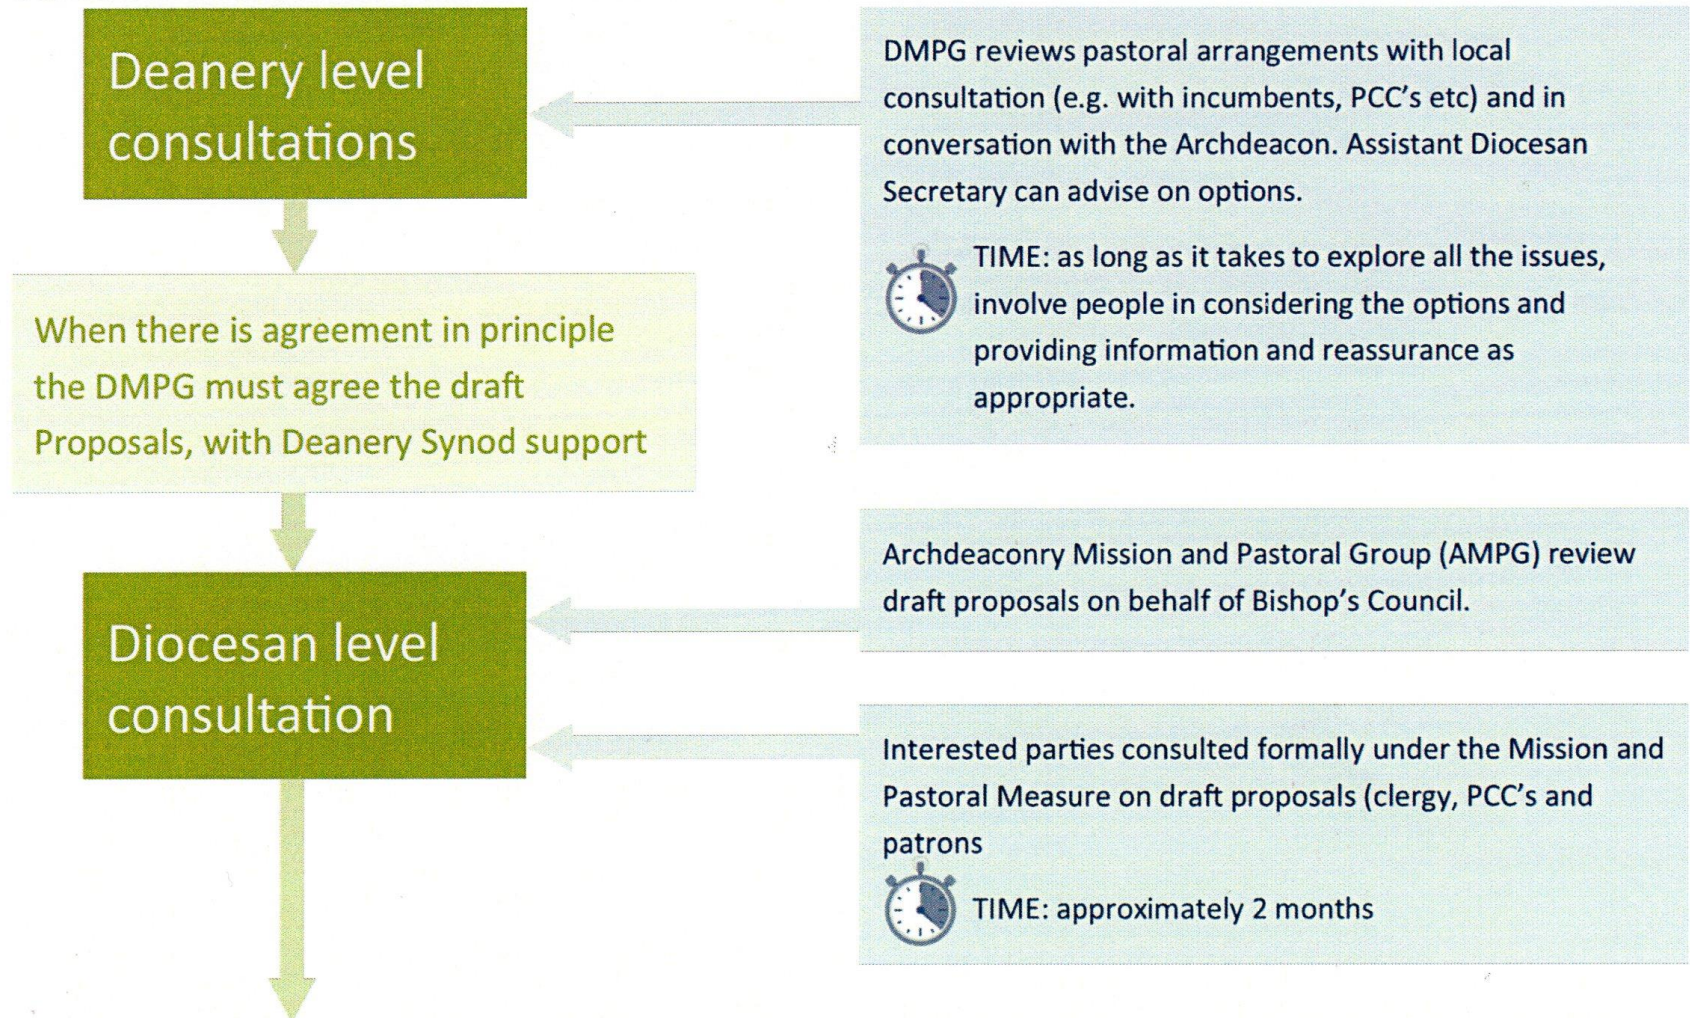 Deanery level
consultations
DMPG reviews pastoral arrangements with local
consultation (e.g. with incumbents, PCC's etc) and in
conversation with the Archdeacon. Assistant Diocesan
Secretary can advise on options.
TIME: as long as it takes to explore all the issues,
involve people in considering the options and
providing information and reassurance as
appropriate.
When there is agreement in principle
the DMPG must agree the draft
Proposals, with Deanery Synod support
Diocesan level
consultation
Archdeaconry Mission and Pastoral Group (AMPG) review
draft proposals on behalf of Bishop's Council.
Interested parties consulted formally under the Mission and
Pastoral Measure on draft proposals (clergy, PCC's and
patrons
TIME: approximately 2 months